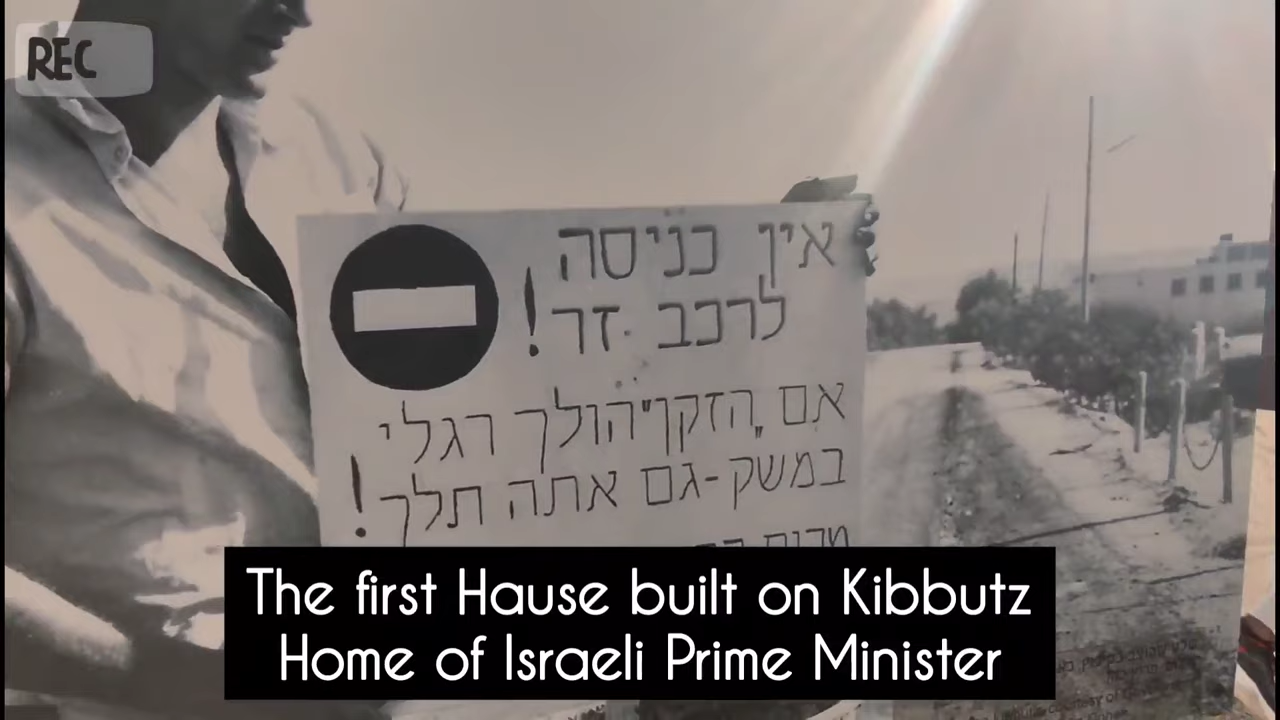 REC
אין כניסה
לרכב זר!
אם "הזקן" הולך רגלי
במשק - גם אתה תלך!
The first Hause built on Kibbutz
Home of Israeli Prime Minister